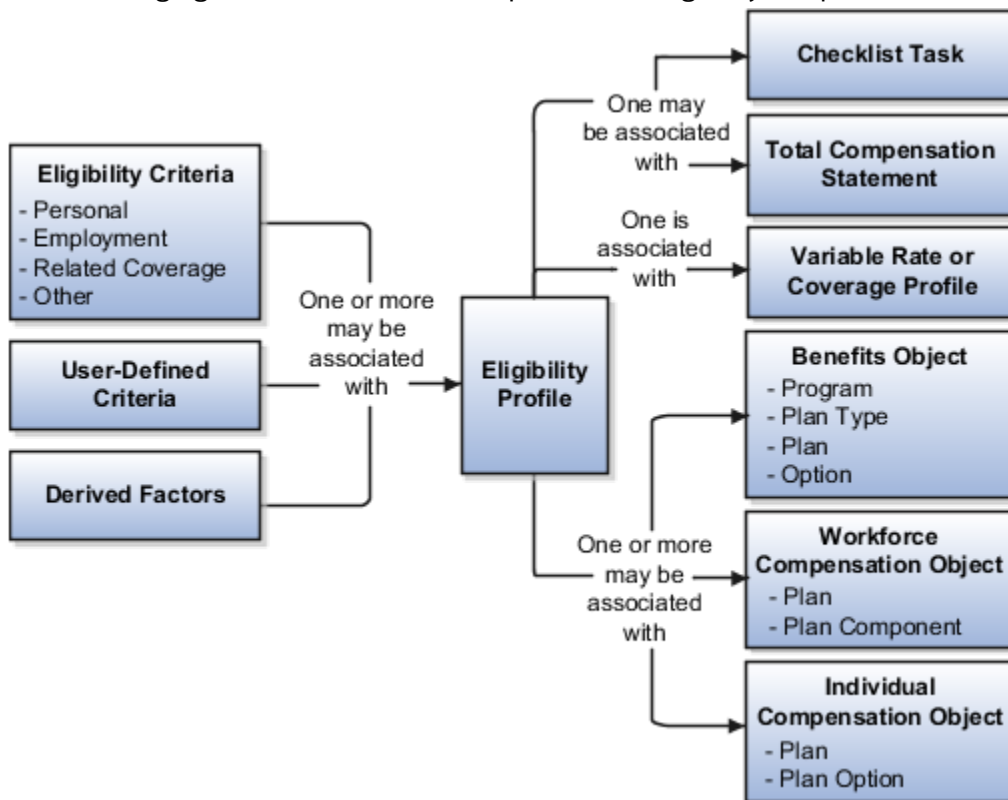 Checklist Task
One may
be associated
with
Total Compensation
Statement
Eligibility Criteria
- Personal
- Employment
- Related Coverage
- Other
One is
associated
with
Variable Rate or
Coverage Profile
One or more
may be
associated
with
User-Defined
Criteria
Eligibility
Profile
Benefits Object
- Program
- Plan Type
- Plan
- Option
Derived Factors
One or more
may be
associated
with
Workforce
Compensation Object
- Plan
- Plan Component
Individual
Compensation Object
- Plan
- Plan Option